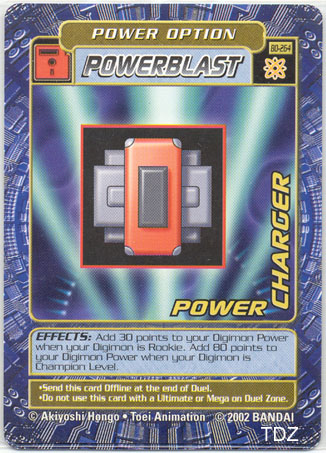 POWER OPTION
POWERBLAST
BO-264
POWER CHARGER
EFFECTS: Add 30 points to your Digimon Power
when your Digimon is Rookie. Add 80 points
to your Digimon Power when your Digimon is
Champion Level.
•Send this card Offline at the end of Duel.
•Do not use this card with a Ultimate or Mega on Duel Zone.
© Akiyoshi Hongo • Toei Animation © 2002 BANDAI
TDZ